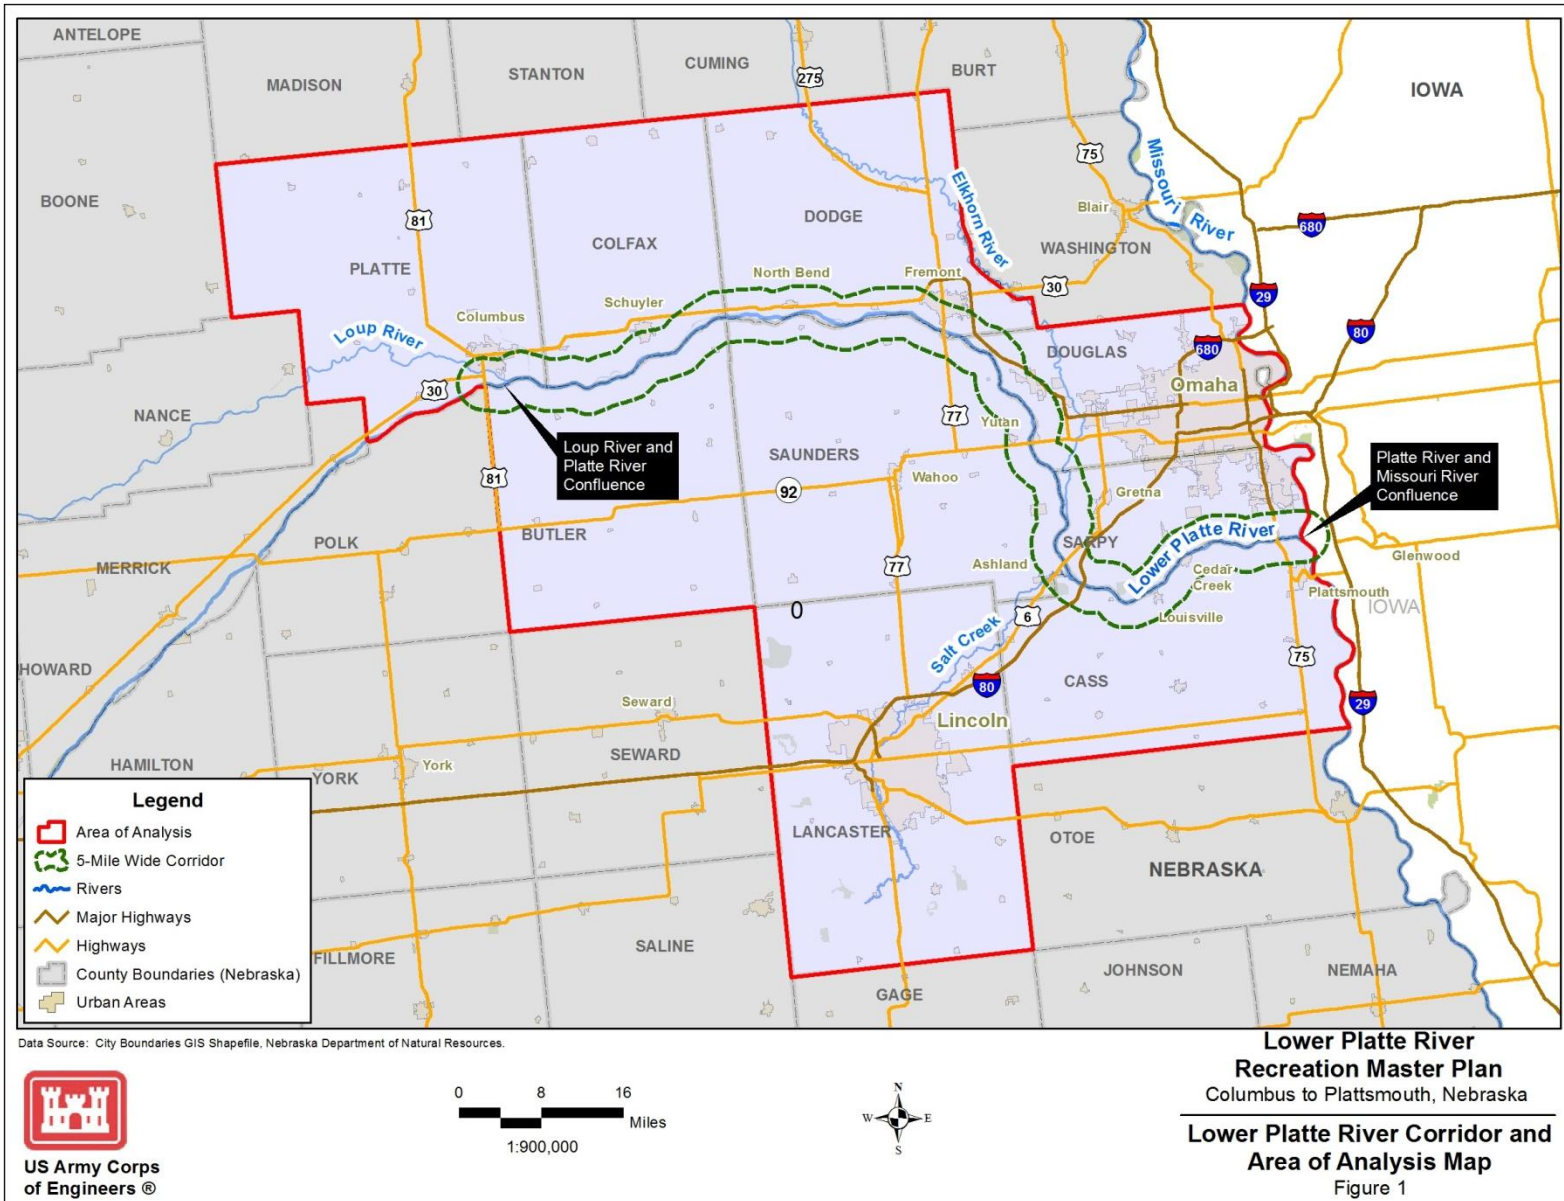 ANTELOPE
MADISON
STANTON
CUMING
275
BURT
IOWA
75
Missouri River
BOONE
Blair
81
Elkhorn River
680
DODGE
WASHINGTON
COLFAX
PLATTE
North Bend
Fremont
30
29
Schuyler
Columbus
Loup River
80
DOUGLAS
680
Omaha
30
NANCE
77
Yutan
Loup River and
Platte River
Confluence
SAUNDERS
Platte River and
Missouri River
Confluence
81
92
Wahoo
Gretna
BUTLER
POLK
SARPY
Lower Platte River
Glenwood
MERRICK
77
Ashland
Cedar
Creek
Plattsmouth
IOWA
0
6
Louisville
Salt Creek
75
HOWARD
CASS
80
Seward
29
Lincoln
SEWARD
HAMILTON
YORK
York
LANCASTER
OTOE
NEBRASKA
SALINE
FILLMORE
JOHNSON
NEMAHA
GAGE
Legend
Area of Analysis
5-Mile Wide Corridor
Rivers
Major Highways
Highways
County Boundaries (Nebraska)
Urban Areas
Data Source: City Boundaries GIS Shapefile, Nebraska Department of Natural Resources.
US Army Corps
of Engineers ®
0 8 16
Miles
1:900,000
N
W E
S
Lower Platte River
Recreation Master Plan
Columbus to Plattsmouth, Nebraska
Lower Platte River Corridor and
Area of Analysis Map
Figure 1